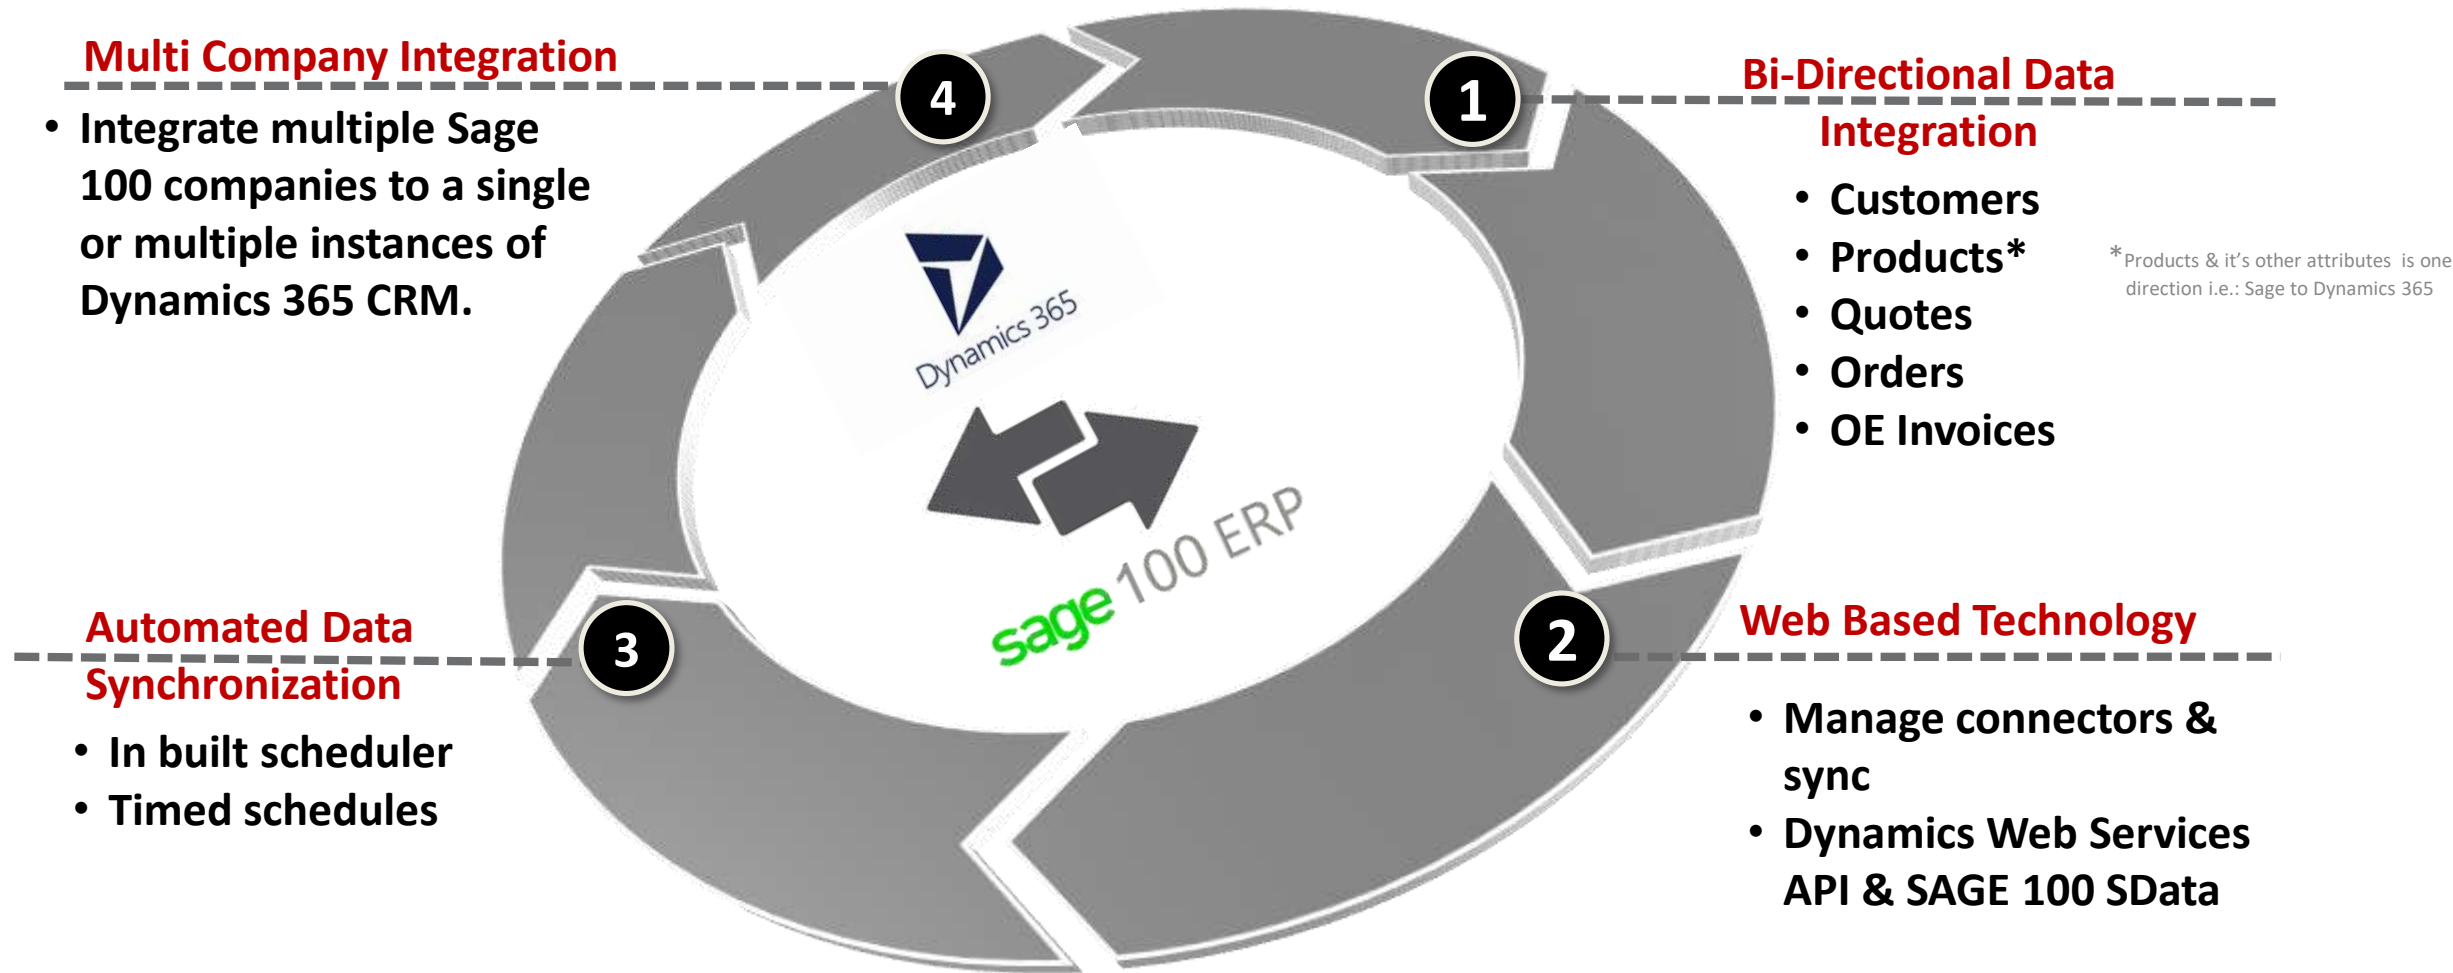 Multi Company Integration
• Integrate multiple Sage
100 companies to a single
or multiple instances of
Dynamics 365 CRM.
4
1
Bi-Directional Data
Integration
• Customers
• Products*
• Quotes
• Orders
• OE Invoices
*Products & it's other attributes is one
direction i.e.: Sage to Dynamics 365
Dynamics 365
sage 100 ERP
2
Web Based Technology
• Manage connectors &
sync
• Dynamics Web Services
API & SAGE 100 SData
3
Automated Data
Synchronization
• In built scheduler
• Timed schedules